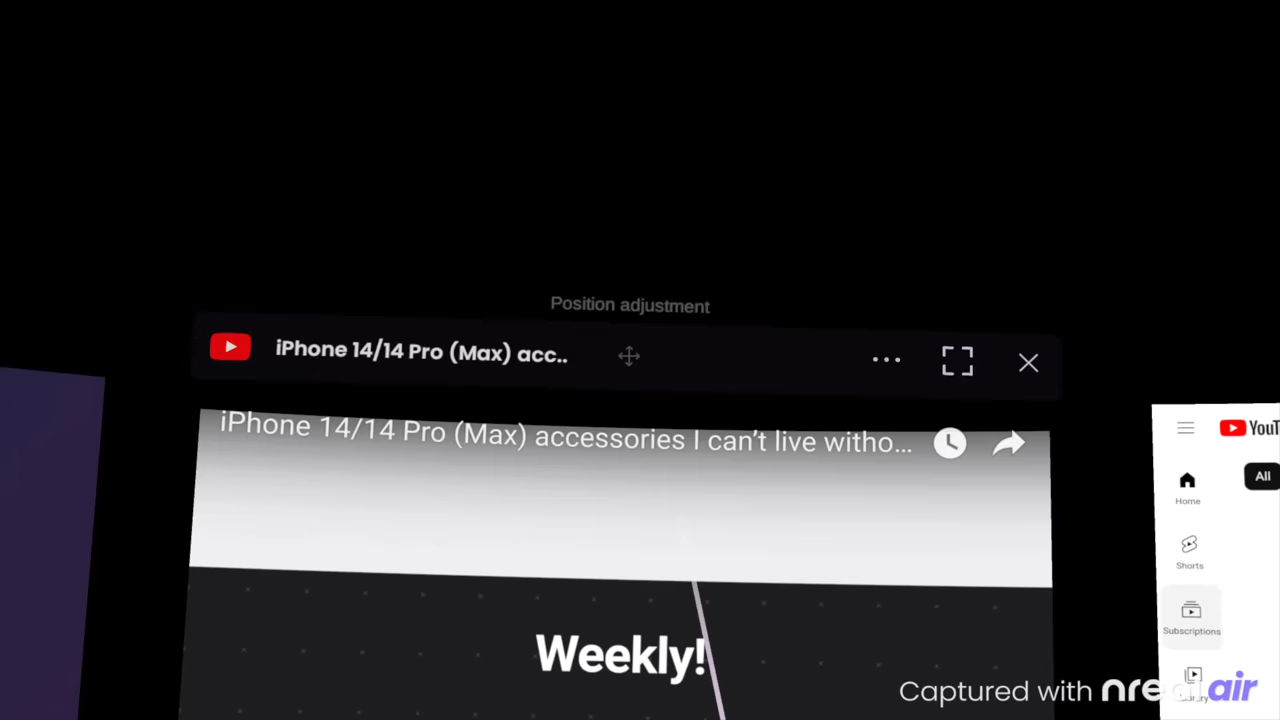 Position adjustment
iPhone 14/14 Pro (Max) acc..
iPhone 14/14 Pro (Max) accessories I can't live witho...
Weekly!
YouT
All
Home
Shorts
Subscriptions
Captured with nreal air